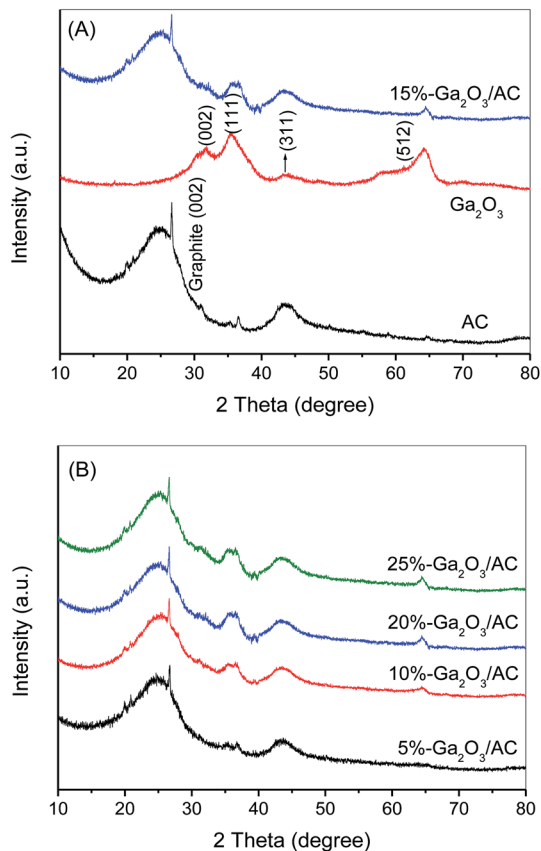 (A)
15%-Ga₂O₃/AC
(002)
(111)
(311)
(512)
Ga₂O₃
Graphite (002)
AC
Intensity (a.u.)
10 20 30 40 50 60 70 80
2 Theta (degree)
(B)
25%-Ga₂O₃/AC
20%-Ga₂O₃/AC
10%-Ga₂O₃/AC
5%-Ga₂O₃/AC
Intensity (a.u.)
10 20 30 40 50 60 70 80
2 Theta (degree)